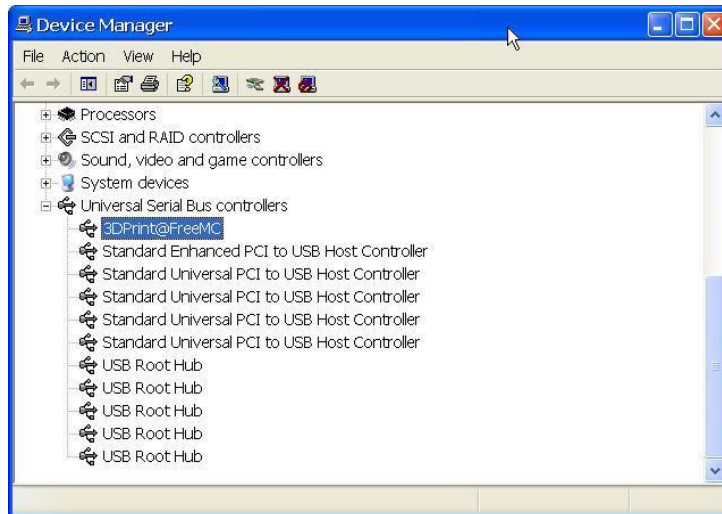 Device Manager
File Action View Help
Processors
SCSI and RAID controllers
Sound, video and game controllers
System devices
Universal Serial Bus controllers
3DPrint@FreeMC
Standard Enhanced PCI to USB Host Controller
Standard Universal PCI to USB Host Controller
Standard Universal PCI to USB Host Controller
Standard Universal PCI to USB Host Controller
Standard Universal PCI to USB Host Controller
USB Root Hub
USB Root Hub
USB Root Hub
USB Root Hub
USB Root Hub